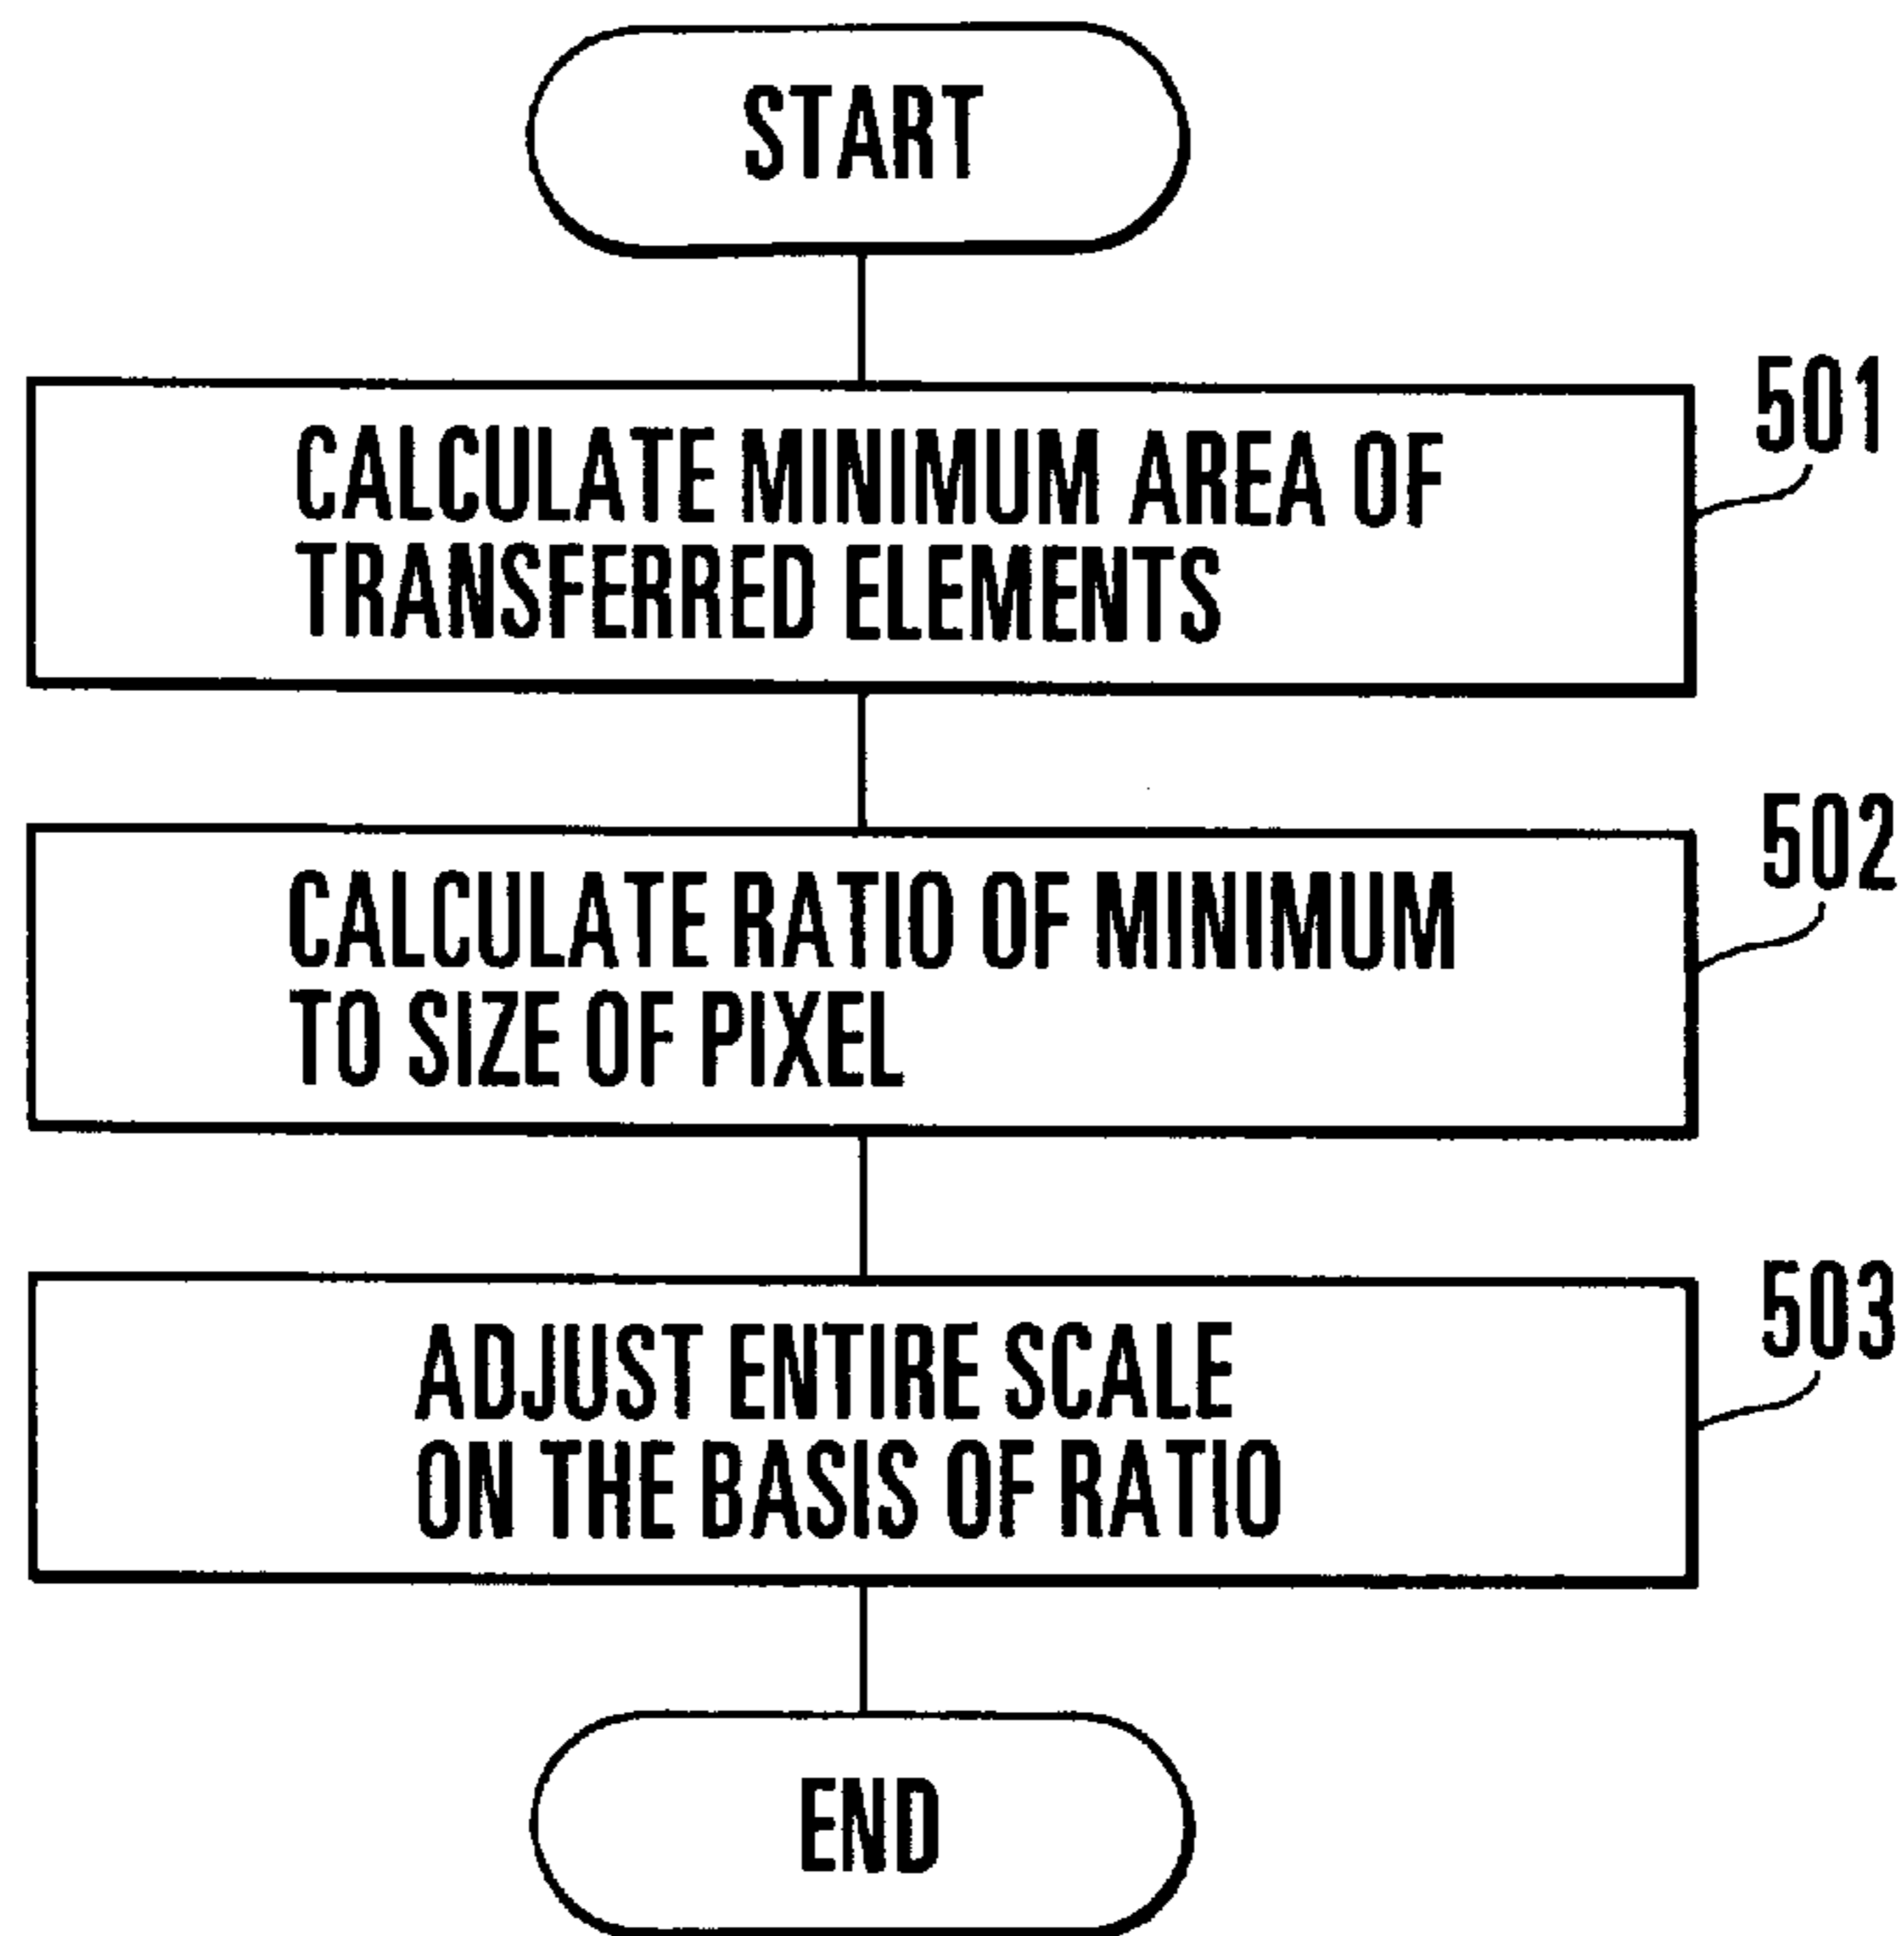 START
501
CALCULATE MINIMUM AREA OF
TRANSFERRED ELEMENTS
502
CALCULATE RATIO OF MINIMUM
TO SIZE OF PIXEL
503
ADJUST ENTIRE SCALE
ON THE BASIS OF RATIO
END